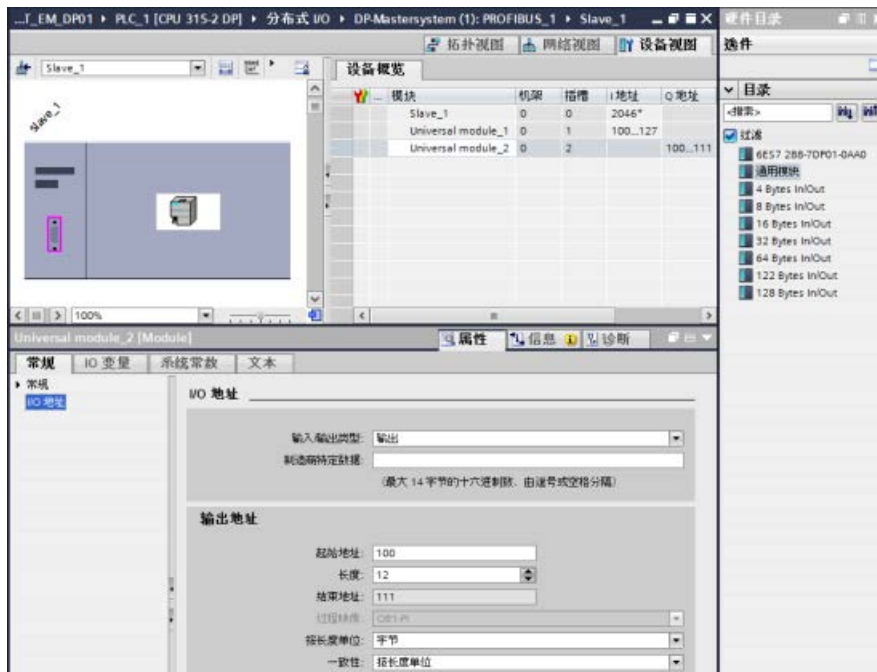 ...T_EM_DP01 ▸ PLC_1 [CPU 315-2 DP] ▸ 分布式 I/O ▸ DP-Mastersystem (1): PROFIBUS_1 ▸ Slave_1
硬件目录
拓扑视图 网络视图 设备视图
选件
Slave_1
设备概览
目录
模块 机架 插槽 I 地址 Q 地址
<搜索>
Slave_1 0 0 2046*
过滤
Universal module_1 0 1 100...127
Universal module_2 0 2 100...111
6ES7 288-7DP01-0AA0
通用模块
4 Bytes In/Out
8 Bytes In/Out
16 Bytes In/Out
32 Bytes In/Out
64 Bytes In/Out
122 Bytes In/Out
128 Bytes In/Out
Slave_1
100%
Universal module_2 [Module]
属性 信息 诊断
常规 IO 变量 系统常数 文本
常规
I/O 地址
I/O 地址
输入/输出类型: 输出
制造商特定数据:
(最大 14 字节的十六进制数、由逗号或空格分隔)
输出地址
起始地址: 100
长度: 12
结束地址: 111
过程映像: OB1-PI
按长度单位: 字节
一致性: 按长度单位